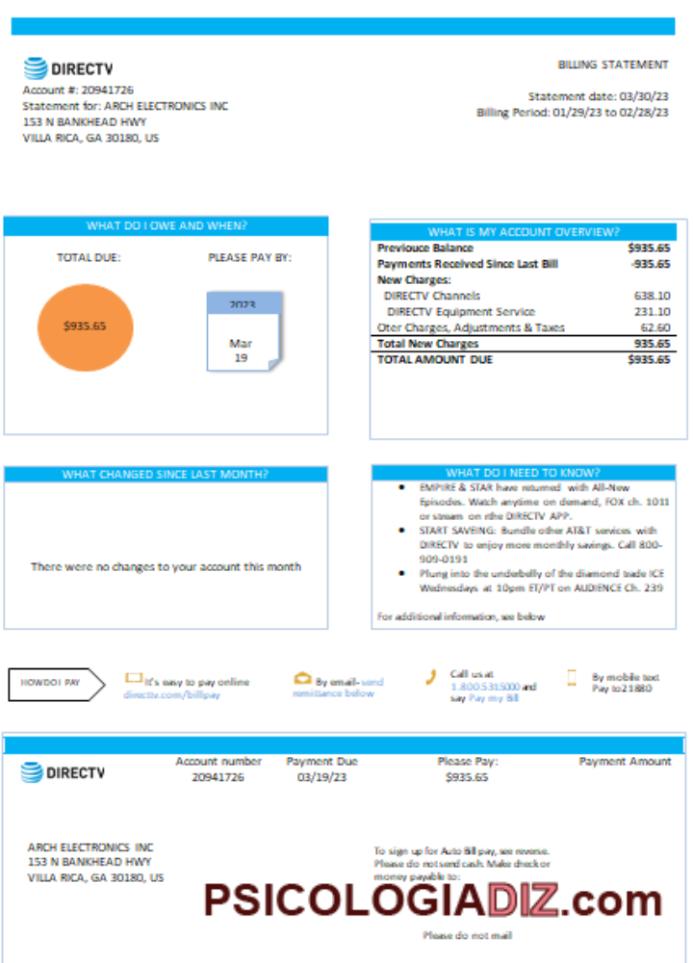 DIRECTV
BILLING STATEMENT
Account #: 20941726
Statement for: ARCH ELECTRONICS INC
153 N BANKHEAD HWY
VILLA RICA, GA 30180, US
Statement date: 03/30/23
Billing Period: 01/29/23 to 02/28/23
WHAT DO I OWE AND WHEN?
TOTAL DUE:
PLEASE PAY BY:
$935.65
2023
Mar
19
WHAT IS MY ACCOUNT OVERVIEW?
Previouce Balance $935.65
Payments Received Since Last Bill -935.65
New Charges:
DIRECTV Channels 638.10
DIRECTV Equipment Service 231.10
Oter Charges, Adjustments & Taxes 62.60
Total New Charges 935.65
TOTAL AMOUNT DUE $935.65
WHAT CHANGED SINCE LAST MONTH?
There were no changes to your account this month
WHAT DO I NEED TO KNOW?
• EMPIRE & STAR have returned with All-New
Episodes. Watch anytime on demand, FOX ch. 1011
or stream on rthe DIRECTV APP.
• START SAVEING: Bundle other AT&T services with
DIRECTV to enjoy more monthly savings. Call 800-
909-0191
• Plung into the underbelly of the diamond trade ICE
Wednesdays at 10pm ET/PT on AUDIENCE Ch. 239
For additional information, see below
HOW DO I PAY
It's easy to pay online
directtv.com/billpay
By email- send
remittance below
Call us at
1.800.5315000 and
say Pay my Bill
By mobile text
Pay to 21880
DIRECTV
Account number
20941726
Payment Due
03/19/23
Please Pay:
$935.65
Payment Amount
ARCH ELECTRONICS INC
153 N BANKHEAD HWY
VILLA RICA, GA 30180, US
To sign up for Auto Bill pay, see reverse.
Please do not send cash. Make check or
money payable to:
PSICOLOGIADIZ.com
Please do not mail